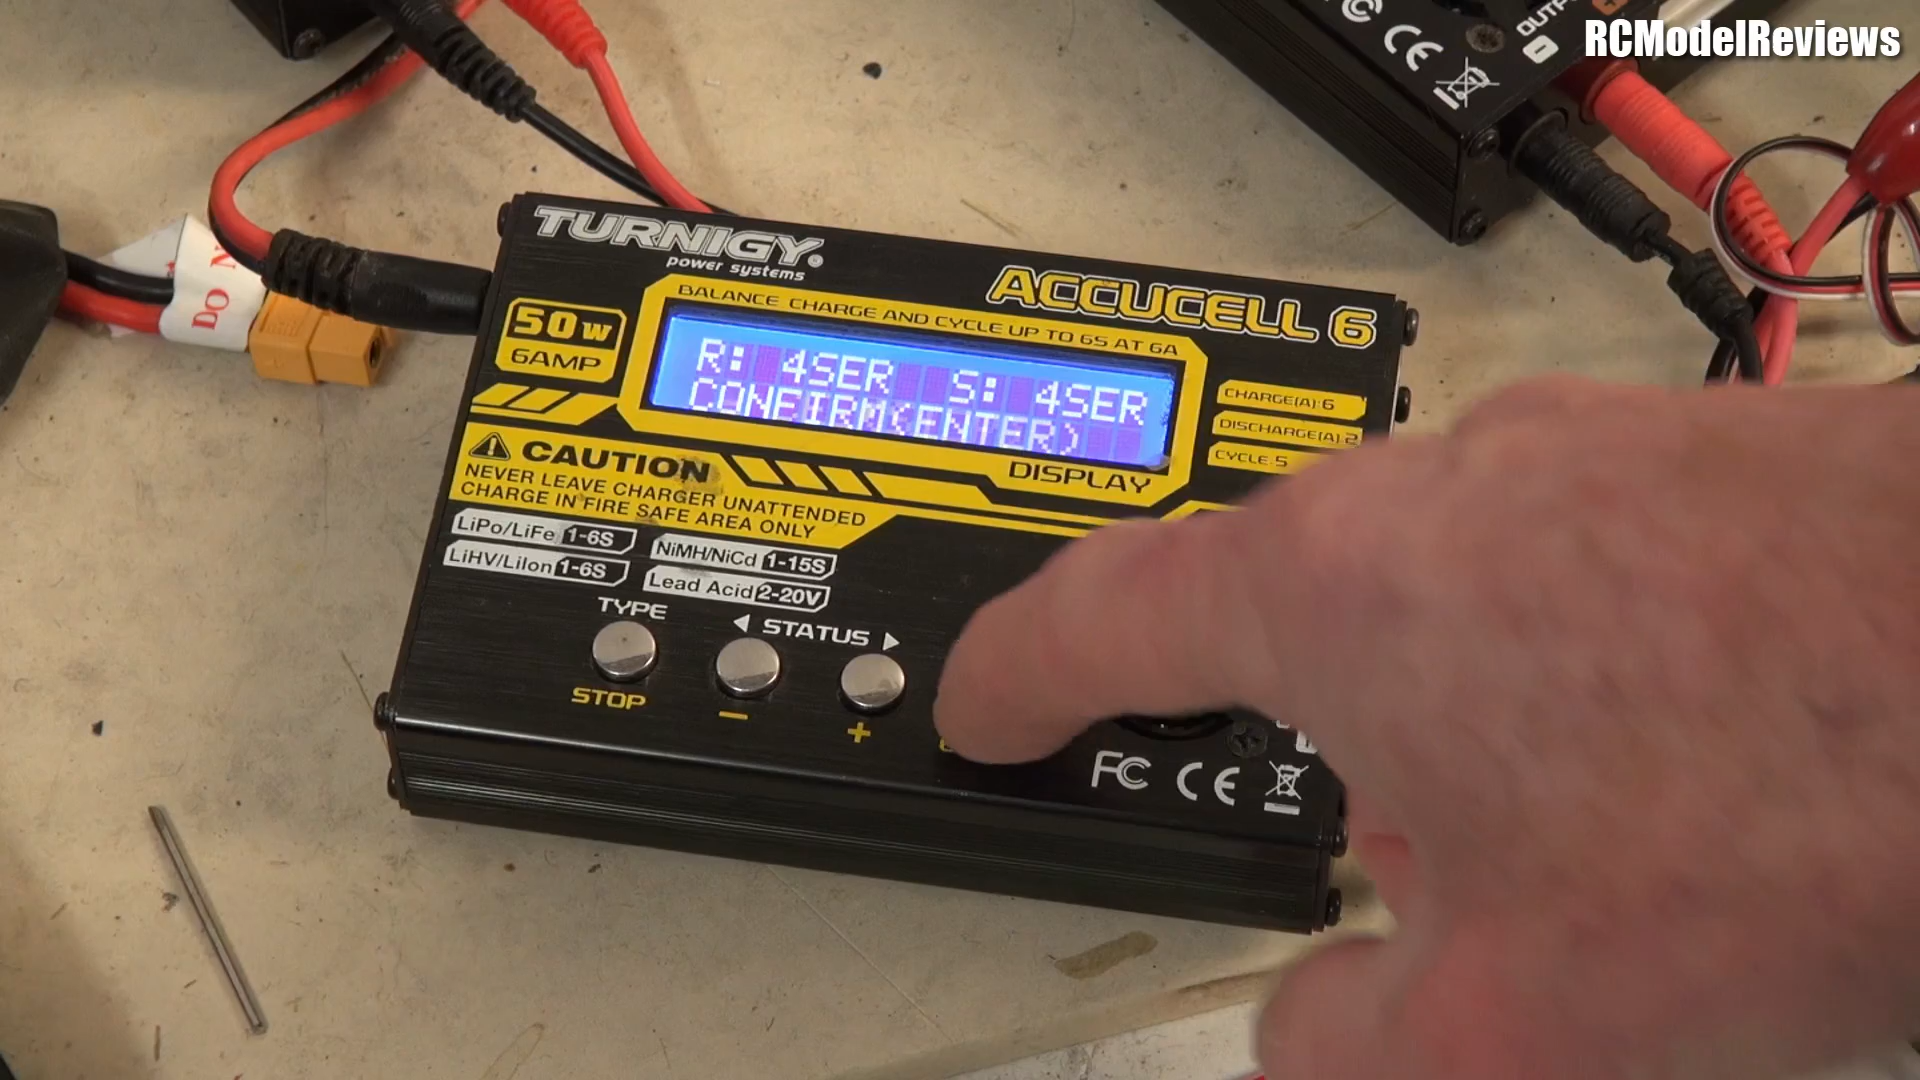 RCModelReviews
OUTP
DO N
TURNIGY®
power systems
ACCUCELL 6
50W
6AMP
BALANCE CHARGE AND CYCLE UP TO 6S AT 6A
R: 4SER S: 4SER
CONFIRM(ENTER)
DISPLAY
CHARGE(A):6
DISCHARGE(A):2
CYCLE:5
CAUTION
NEVER LEAVE CHARGER UNATTENDED
CHARGE IN FIRE SAFE AREA ONLY
LiPo/LiFe 1-6S
NiMH/NiCd 1-15S
LiHV/LiIon 1-6S
Lead Acid 2-20V
TYPE
STATUS
STOP
FC CE
CE